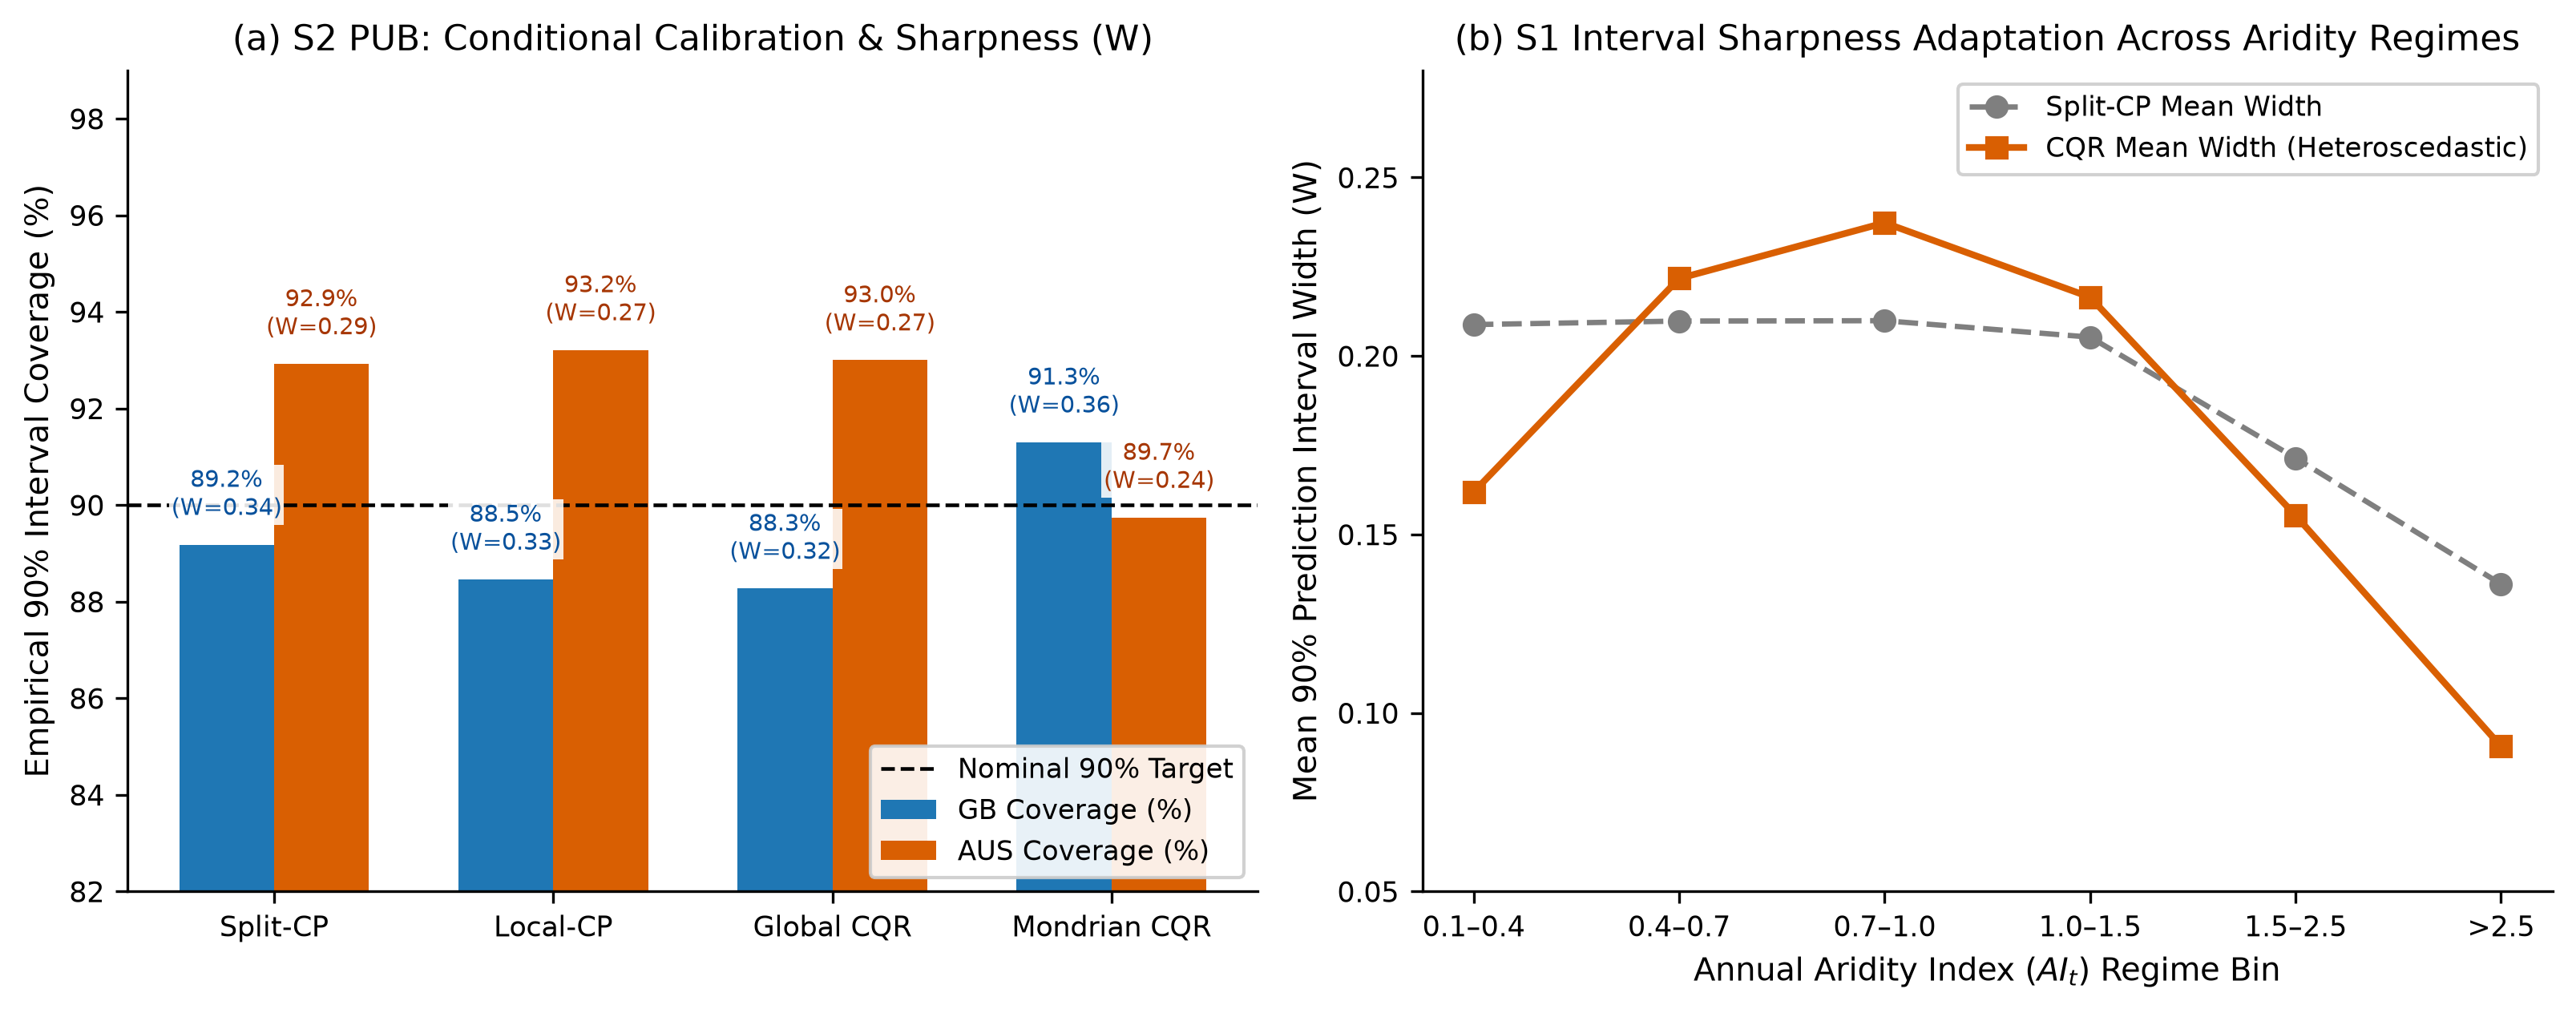 (a) S2 PUB: Conditional Calibration & Sharpness (W)
Empirical 90% Interval Coverage (%)
98
96
94
92
90
88
86
84
82
89.2%
(W=0.34)
92.9%
(W=0.29)
88.5%
(W=0.33)
93.2%
(W=0.27)
88.3%
(W=0.32)
93.0%
(W=0.27)
91.3%
(W=0.36)
89.7%
(W=0.24)
Nominal 90% Target
GB Coverage (%)
AUS Coverage (%)
Split-CP
Local-CP
Global CQR
Mondrian CQR
(b) S1 Interval Sharpness Adaptation Across Aridity Regimes
Mean 90% Prediction Interval Width (W)
0.25
0.20
0.15
0.10
0.05
Split-CP Mean Width
CQR Mean Width (Heteroscedastic)
0.1–0.4
0.4–0.7
0.7–1.0
1.0–1.5
1.5–2.5
>2.5
Annual Aridity Index (AIt) Regime Bin